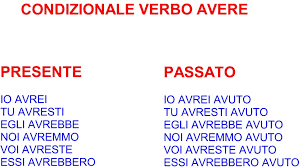 CONDIZIONALE VERBO AVERE
PRESENTE
IO AVREI
TU AVRESTI
EGLI AVREBBE
NOI AVREMMO
VOI AVRESTE
ESSI AVREBBERO
PASSATO
IO AVREI AVUTO
TU AVRESTI AVUTO
EGLI AVREBBE AVUTO
NOI AVREMMO AVUTO
VOI AVRESTE AVUTO
ESSI AVREBBERO AVUTO